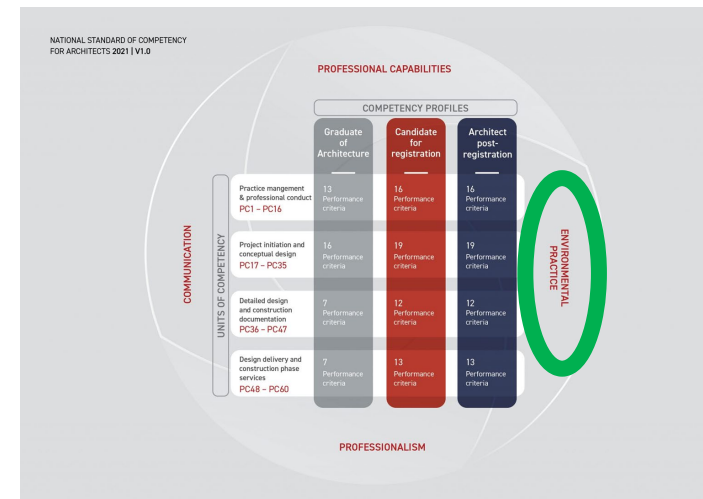 NATIONAL STANDARD OF COMPETENCY
FOR ARCHITECTS 2021 | V1.0
PROFESSIONAL CAPABILITIES
COMPETENCY PROFILES
Graduate
of
Architecture
Candidate
for
registration
Architect
post-
registration
COMMUNICATION
UNITS OF COMPETENCY
Practice mangement
& professional conduct
PC1 – PC16
13
Performance
criteria
16
Performance
criteria
16
Performance
criteria
Project initiation and
conceptual design
PC17 – PC35
16
Performance
criteria
19
Performance
criteria
19
Performance
criteria
Detailed design
and construction
documentation
PC36 – PC47
7
Performance
criteria
12
Performance
criteria
12
Performance
criteria
Design delivery and
construction phase
services
PC48 – PC60
7
Performance
criteria
13
Performance
criteria
13
Performance
criteria
ENVIRONMENTAL
PRACTICE
PROFESSIONALISM